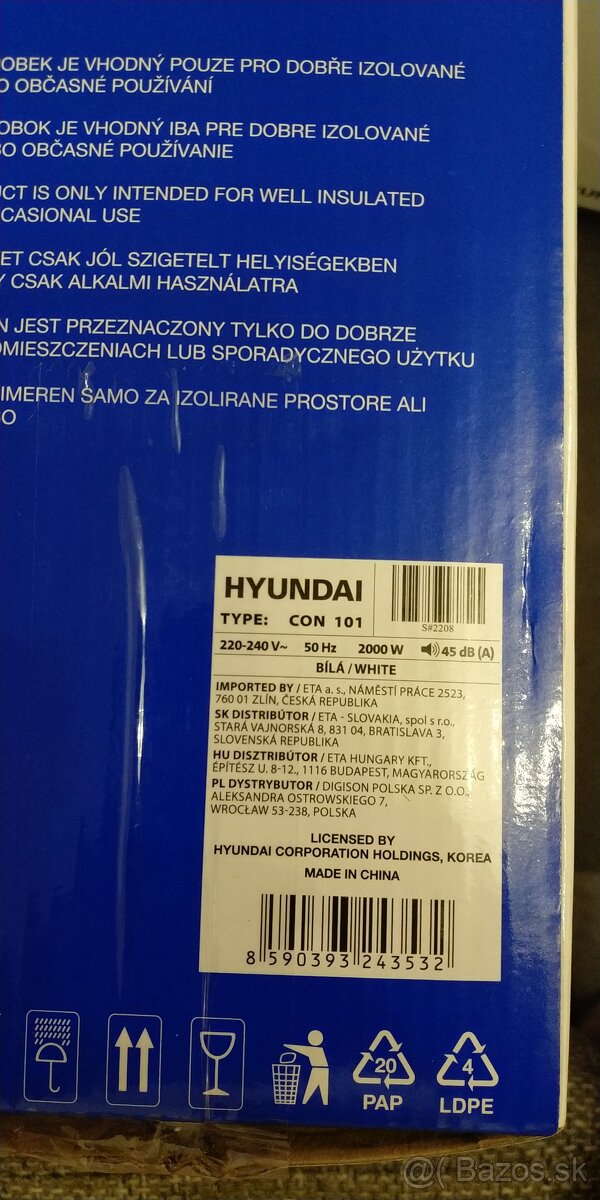 OBEK JE VHODNÝ POUZE PRO DOBŘE IZOLOVANÉ
O OBČASNÉ POUŽÍVÁNÍ
OBOK JE VHODNÝ IBA PRE DOBRE IZOLOVANÉ
BO OBČASNÉ POUŽÍVANIE
UCT IS ONLY INTENDED FOR WELL INSULATED
CCASIONAL USE
ET CSAK JÓL SZIGETELT HELYISÉGEKBEN
Y CSAK ALKALMI HASZNÁLATRA
N JEST PRZEZNACZONY TYLKO DO DOBRZE
OMIESZCZENIACH LUB SPORADYCZNEGO UŻYTKU
IMEREN SAMO ZA IZOLIRANE PROSTORE ALI
BO
HYUNDAI
TYPE: CON 101
S#2208
220-240 V~ 50 Hz 2000 W 45 dB (A)
BÍLÁ / WHITE
IMPORTED BY / ETA a. s., NÁMĚSTÍ PRÁCE 2523,
760 01 ZLÍN, ČESKÁ REPUBLIKA
SK DISTRIBÚTOR / ETA - SLOVAKIA, spol s r.o.,
STARÁ VAJNORSKÁ 8, 831 04, BRATISLAVA 3,
SLOVENSKÁ REPUBLIKA
HU DISZTRIBÚTOR / ETA HUNGARY KFT.,
ÉPÍTÉSZ U. 8-12., 1116 BUDAPEST, MAGYARORSZÁG
PL DYSTRYBUTOR / DIGISON POLSKA SP. Z O.O.,
ALEKSANDRA OSTROWSKIEGO 7,
WROCŁAW 53-238, POLSKA
LICENSED BY
HYUNDAI CORPORATION HOLDINGS, KOREA
MADE IN CHINA
8 590393 243532
20
PAP
4
LDPE
@( Bazos.sk